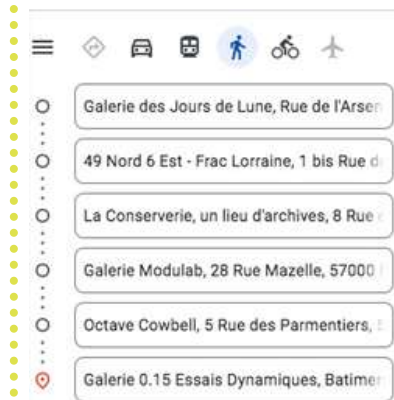 Galerie des Jours de Lune, Rue de l'Arsen
49 Nord 6 Est - Frac Lorraine, 1 bis Rue d
La Conserverie, un lieu d'archives, 8 Rue
Galerie Modulab, 28 Rue Mazelle, 57000
Octave Cowbell, 5 Rue des Parmentiers,
Galerie 0.15 Essais Dynamiques, Batimen